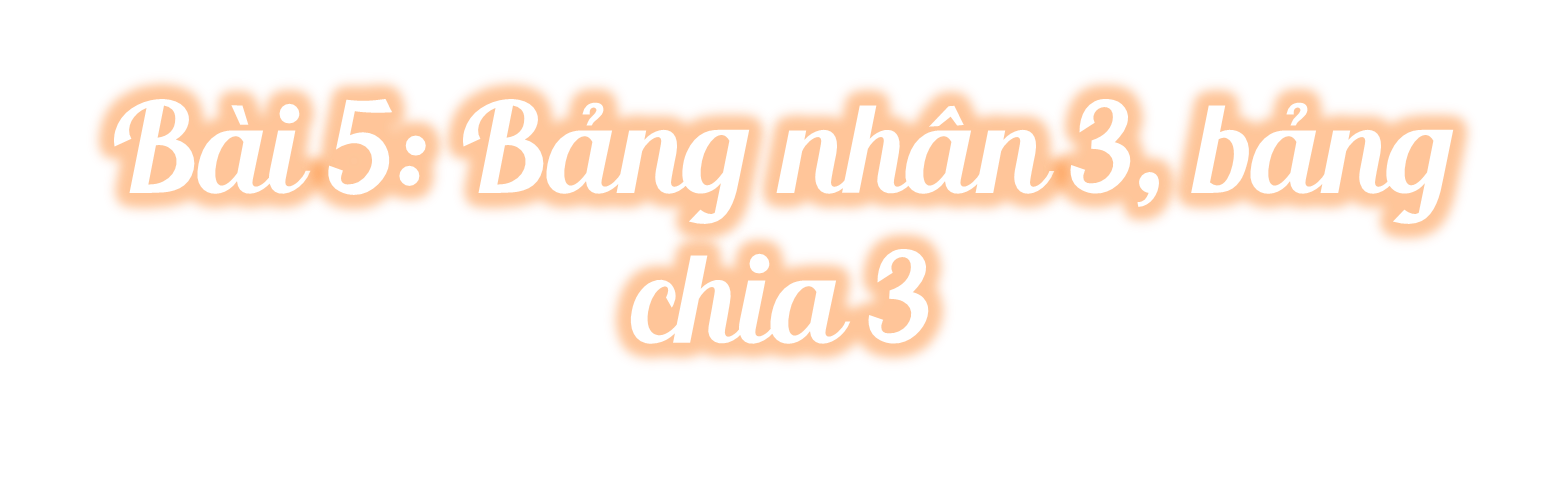 Bài 5: Bảng nhân 3, bảng
chia 3